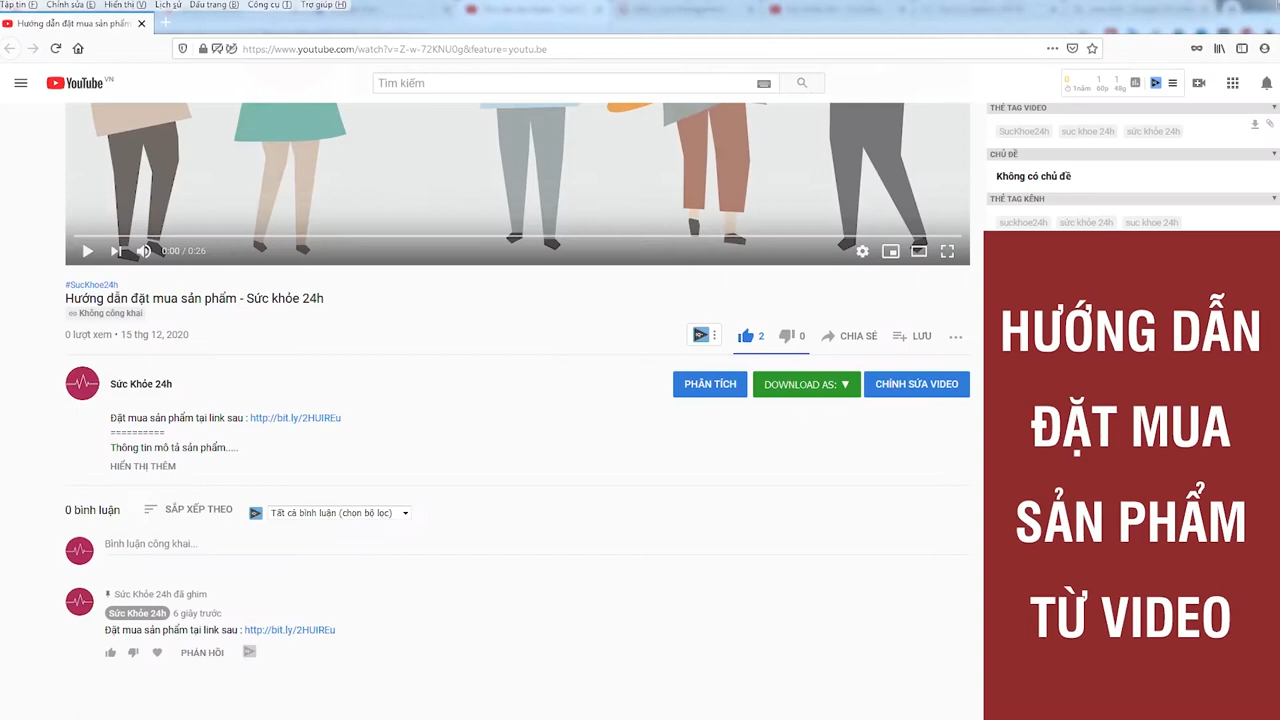 Tập tin (F) Chỉnh sửa (E) Hiển thị (V) Lịch sử Dấu trang (B) Công cụ (T) Trợ giúp (H)
Hướng dẫn đặt mua sản phẩm
https://www.youtube.com/watch?v=Z-w-72KNU0g&feature=youtu.be
YouTube VN
Tìm kiếm
0 1 1
1năm 60p 48g
THẺ TAG VIDEO
SucKhoe24h suc khoe 24h sức khỏe 24h
CHỦ ĐỀ
Không có chủ đề
THẺ TAG KÊNH
suckhoe24h sức khỏe 24h suc khoe 24h
0:00 / 0:26
#SucKhoe24h
Hướng dẫn đặt mua sản phẩm - Sức khỏe 24h
Không công khai
0 lượt xem • 15 thg 12, 2020
2 0 CHIA SẺ LƯU
Sức Khỏe 24h
PHÂN TÍCH DOWNLOAD AS: ▼ CHỈNH SỬA VIDEO
Đặt mua sản phẩm tại link sau : http://bit.ly/2HUIREu
==========
Thông tin mô tả sản phẩm.....
HIỂN THỊ THÊM
0 bình luận SẮP XẾP THEO Tất cả bình luận (chọn bộ lọc)
Bình luận công khai...
Sức Khỏe 24h đã ghim
Sức Khỏe 24h 6 giây trước
Đặt mua sản phẩm tại link sau : http://bit.ly/2HUIREu
PHẢN HỒI
HƯỚNG DẪN
ĐẶT MUA
SẢN PHẨM
TỪ VIDEO